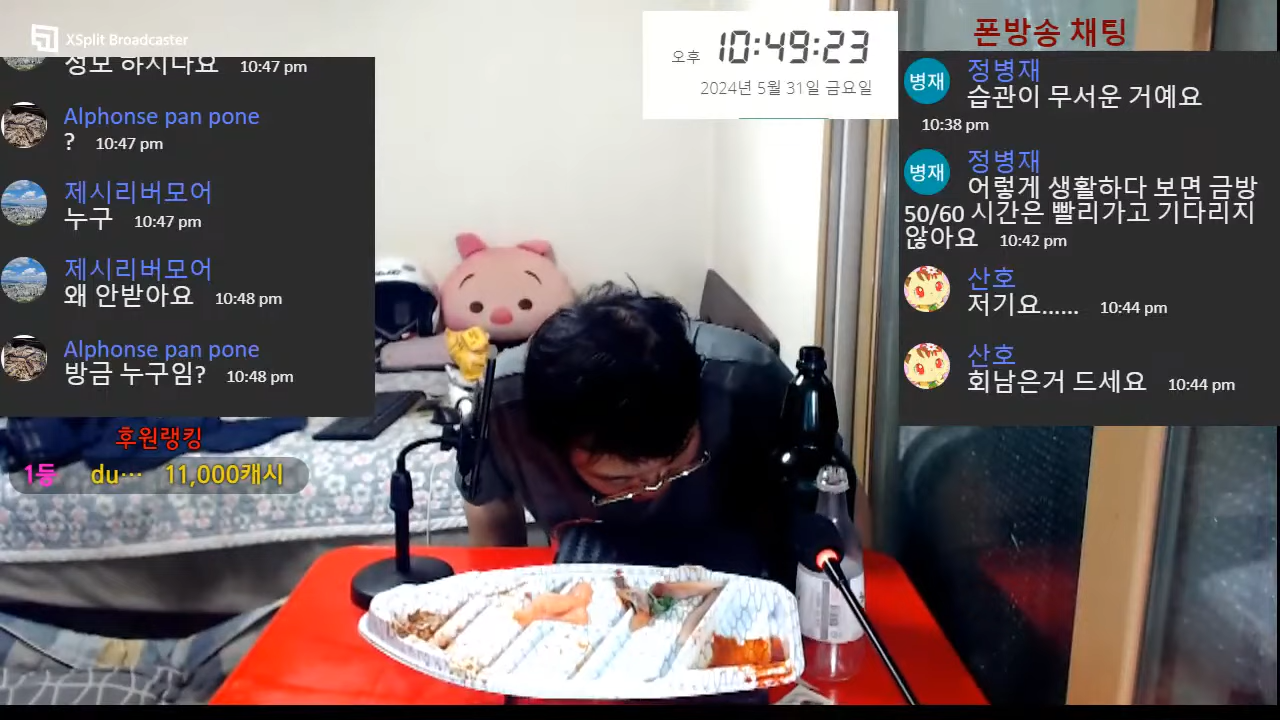 XSplit Broadcaster
정모 하시나요 10:47 pm
Alphonse pan pone
? 10:47 pm
제시리버모어
누구 10:47 pm
제시리버모어
왜 안받아요 10:48 pm
Alphonse pan pone
방금 누구임? 10:48 pm
후원랭킹
1등 du… 11,000캐시
오후 10:49:23
2024년 5월 31일 금요일
폰방송 채팅
병재 정병재
습관이 무서운 거예요
10:38 pm
병재 정병재
어렇게 생활하다 보면 금방
50/60 시간은 빨리가고 기다리지
않아요 10:42 pm
산호
저기요...... 10:44 pm
산호
회남은거 드세요 10:44 pm